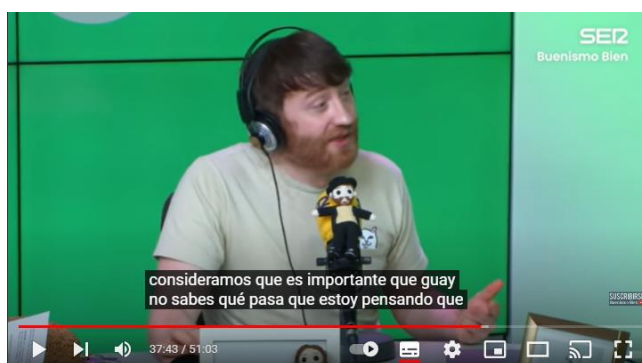 SER
Buenismo Bien
consideramos que es importante que guay
no sabes qué pasa que estoy pensando que
SUSCRIBIRSE
37:43 / 51:03